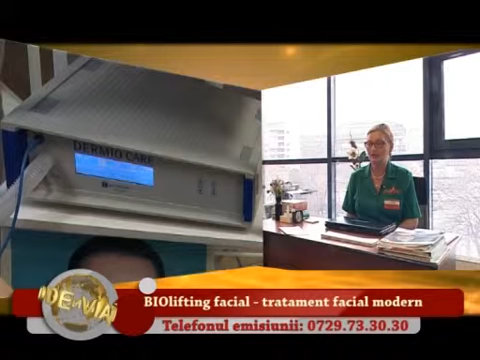 DERMIO CARE
BIOlifting facial - tratament facial modern
Telefonul emisiunii: 0729.73.30.30